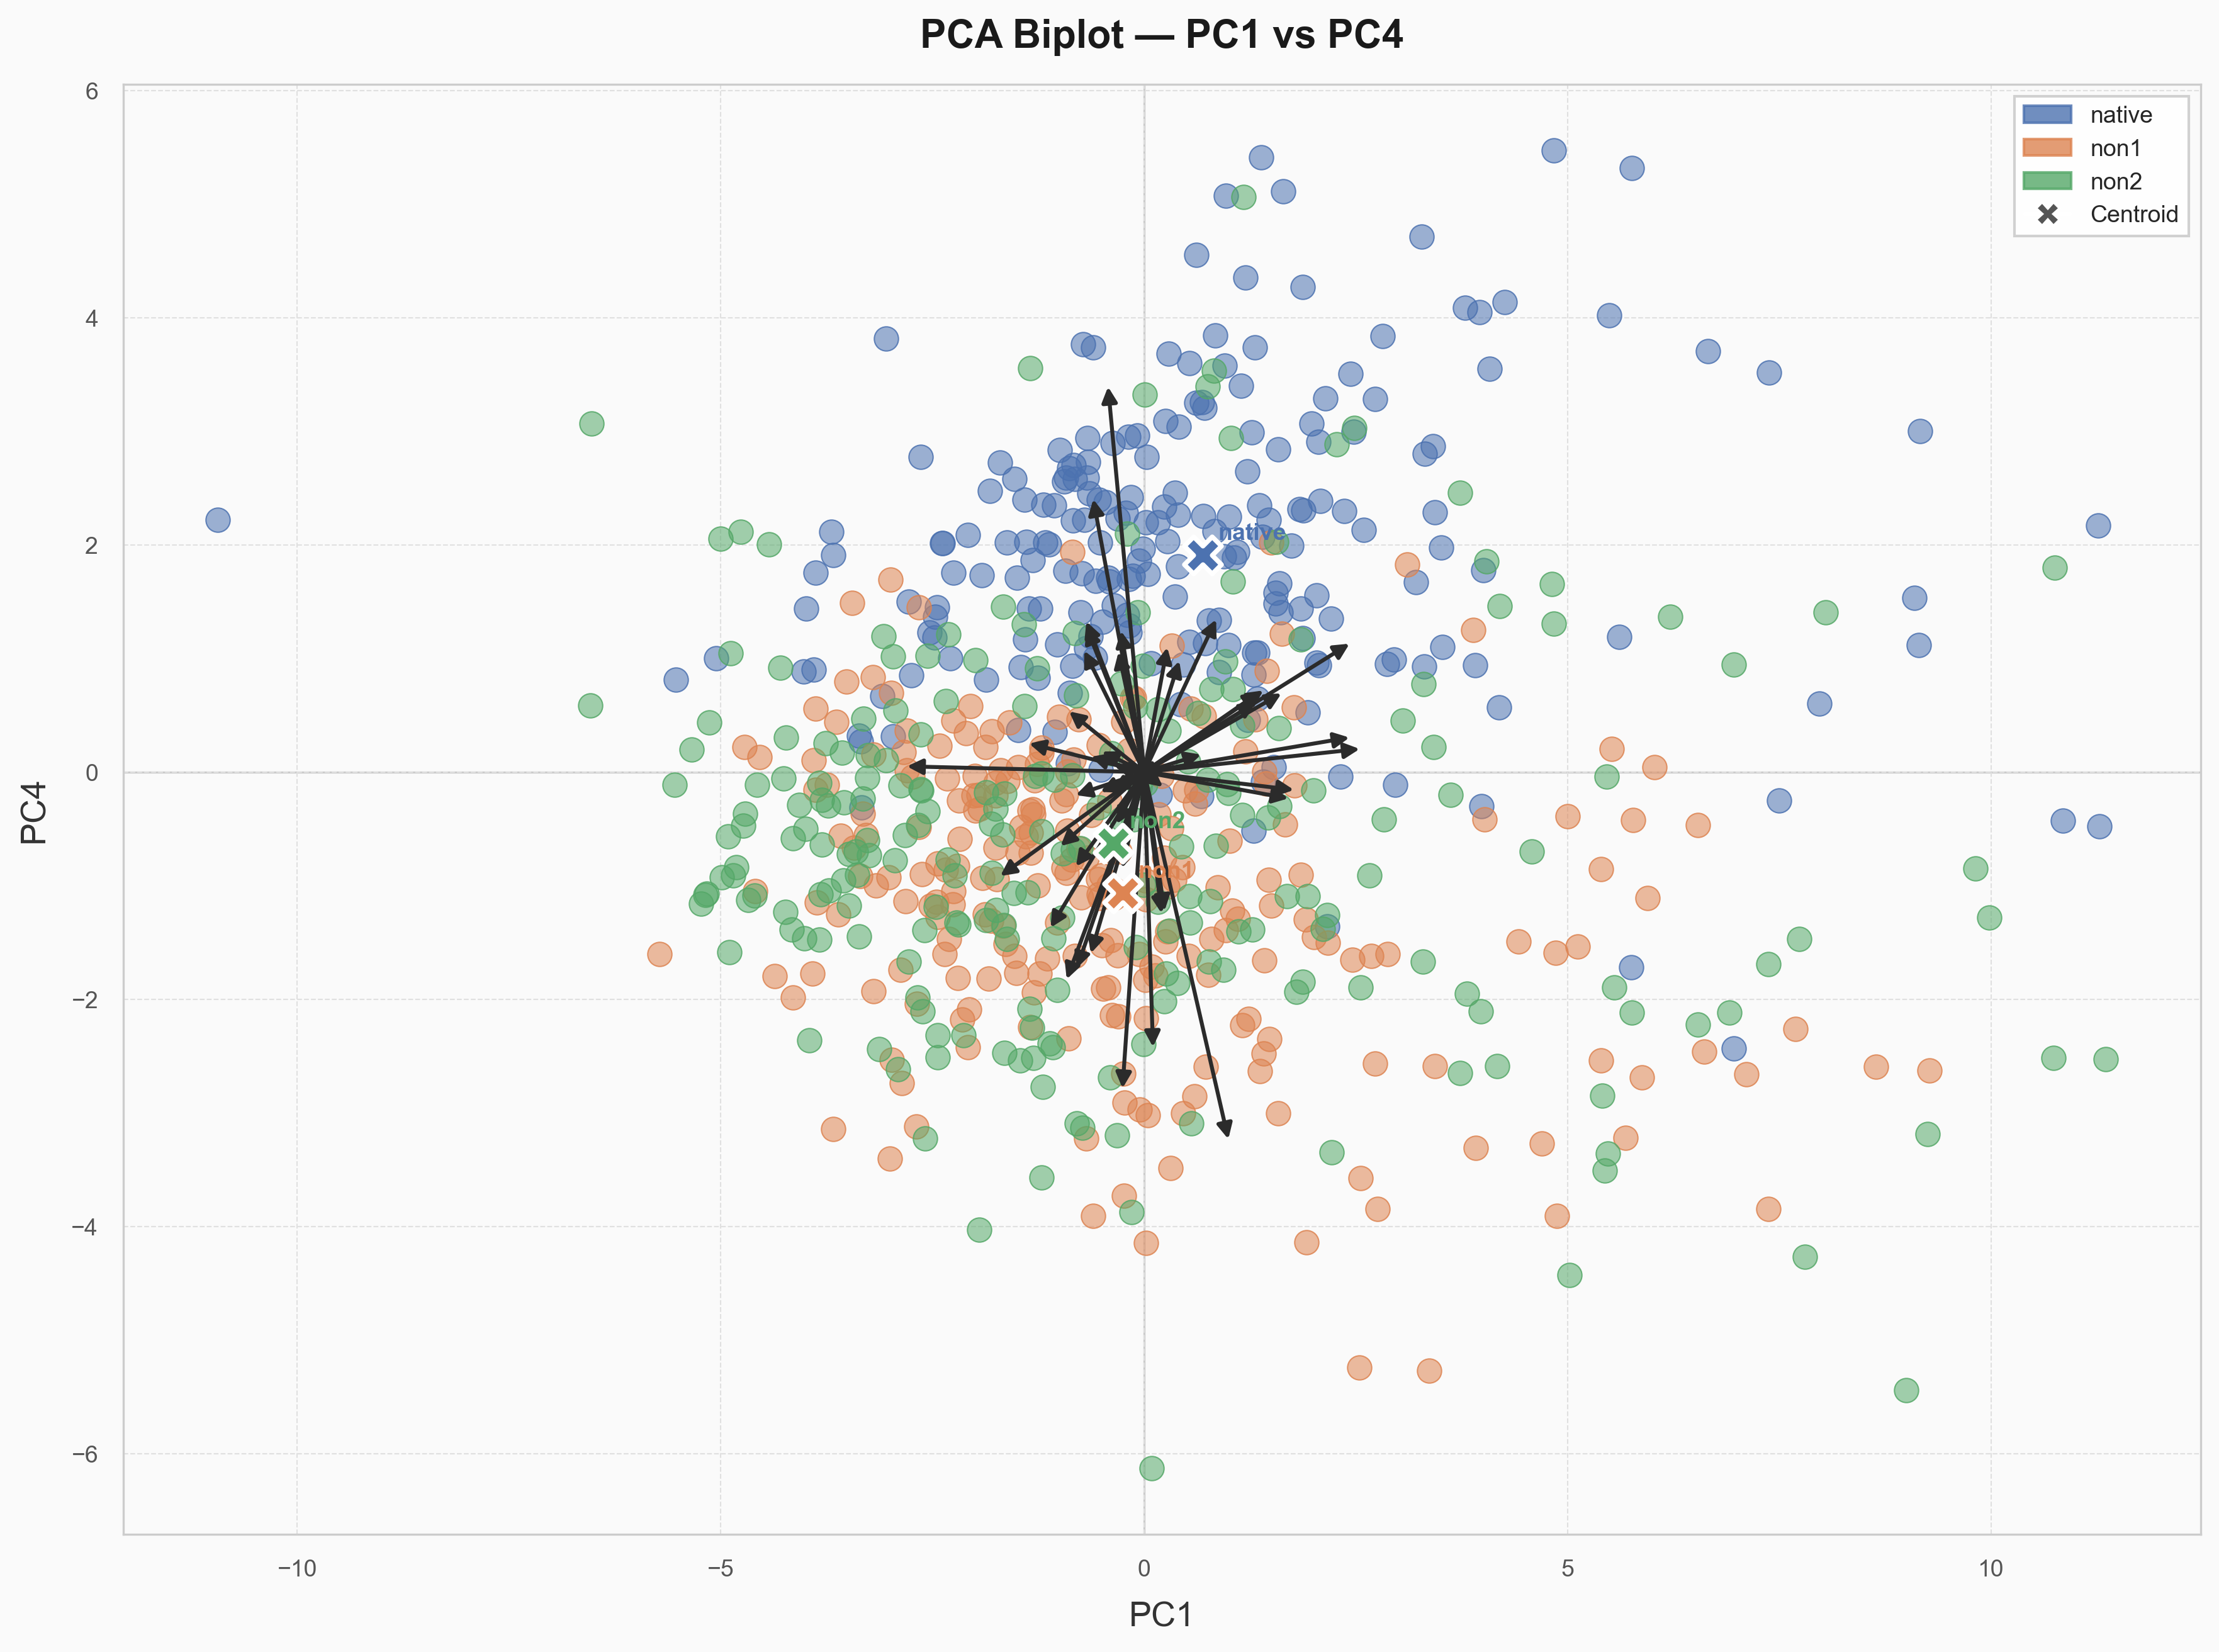 PCA Biplot — PC1 vs PC4
native
non1
non2
Centroid
6
4
2
0
−2
−4
−6
PC4
native
non2
non1
−10
−5
0
5
10
PC1